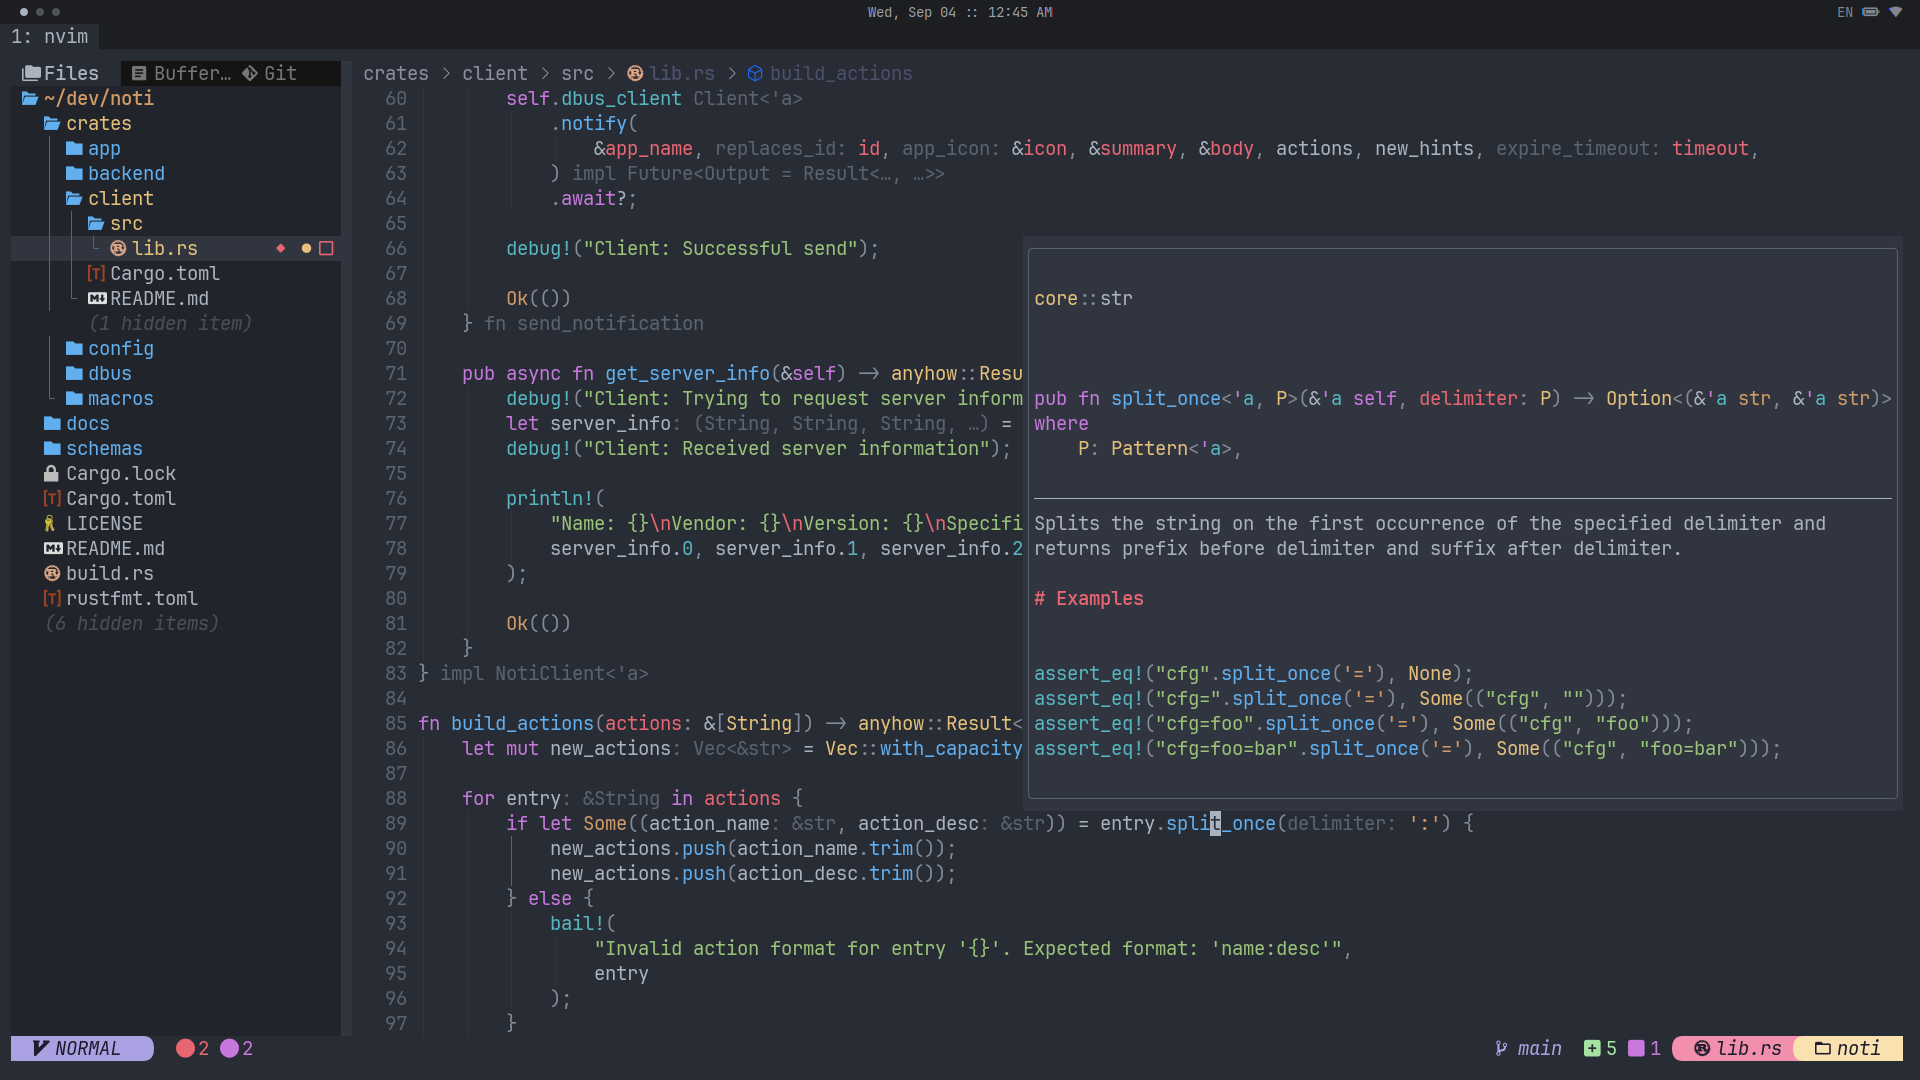 Wed, Sep 04 :: 12:45 AM
EN
1: nvim
Files Buffer… Git
~/dev/noti
crates
app
backend
client
src
lib.rs
Cargo.toml
README.md
(1 hidden item)
config
dbus
macros
docs
schemas
Cargo.lock
Cargo.toml
LICENSE
README.md
build.rs
rustfmt.toml
(6 hidden items)
crates > client > src > lib.rs > build_actions
60 self.dbus_client Client<'a>
61 .notify(
62 &app_name, replaces_id: id, app_icon: &icon, &summary, &body, actions, new_hints, expire_timeout: timeout,
63 ) impl Future<Output = Result<…, …>>
64 .await?;
65
66 debug!("Client: Successful send");
67
68 Ok(())
69 } fn send_notification
70
71 pub async fn get_server_info(&self) -> anyhow::Resu
72 debug!("Client: Trying to request server inform
73 let server_info: (String, String, String, …) =
74 debug!("Client: Received server information");
75
76 println!(
77 "Name: {}\nVendor: {}\nVersion: {}\nSpecifi
78 server_info.0, server_info.1, server_info.2
79 );
80
81 Ok(())
82 }
83 } impl NotiClient<'a>
84
85 fn build_actions(actions: &[String]) -> anyhow::Result<
86 let mut new_actions: Vec<&str> = Vec::with_capacity
87
88 for entry: &String in actions {
89 if let Some((action_name: &str, action_desc: &str)) = entry.split_once(delimiter: ':') {
90 new_actions.push(action_name.trim());
91 new_actions.push(action_desc.trim());
92 } else {
93 bail!(
94 "Invalid action format for entry '{}'. Expected format: 'name:desc'",
95 entry
96 );
97 }
core::str
pub fn split_once<'a, P>(&'a self, delimiter: P) -> Option<(&'a str, &'a str)>
where
P: Pattern<'a>,
Splits the string on the first occurrence of the specified delimiter and
returns prefix before delimiter and suffix after delimiter.
# Examples
assert_eq!("cfg".split_once('='), None);
assert_eq!("cfg=".split_once('='), Some(("cfg", "")));
assert_eq!("cfg=foo".split_once('='), Some(("cfg", "foo")));
assert_eq!("cfg=foo=bar".split_once('='), Some(("cfg", "foo=bar")));
NORMAL 2 2
main 5 1 lib.rs noti